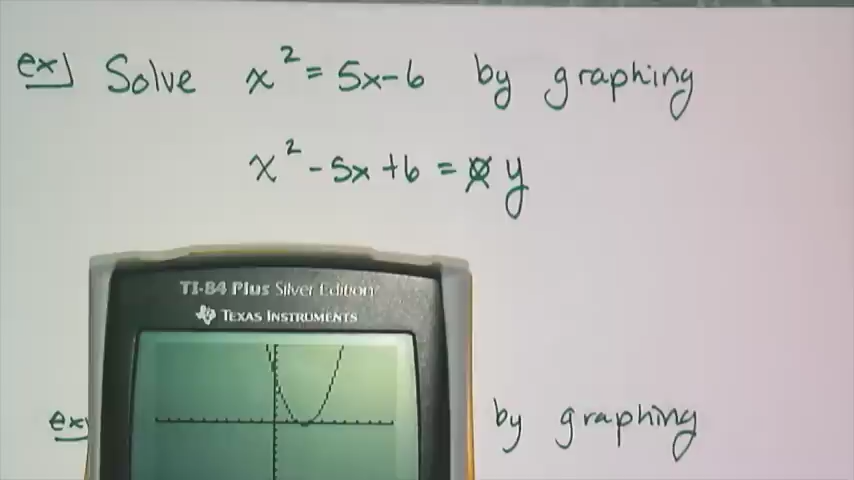 ex) Solve x² = 5x-6 by graphing
x² - 5x + 6 = 0 y
TI-84 Plus Silver Edition
TEXAS INSTRUMENTS
ex by graphing